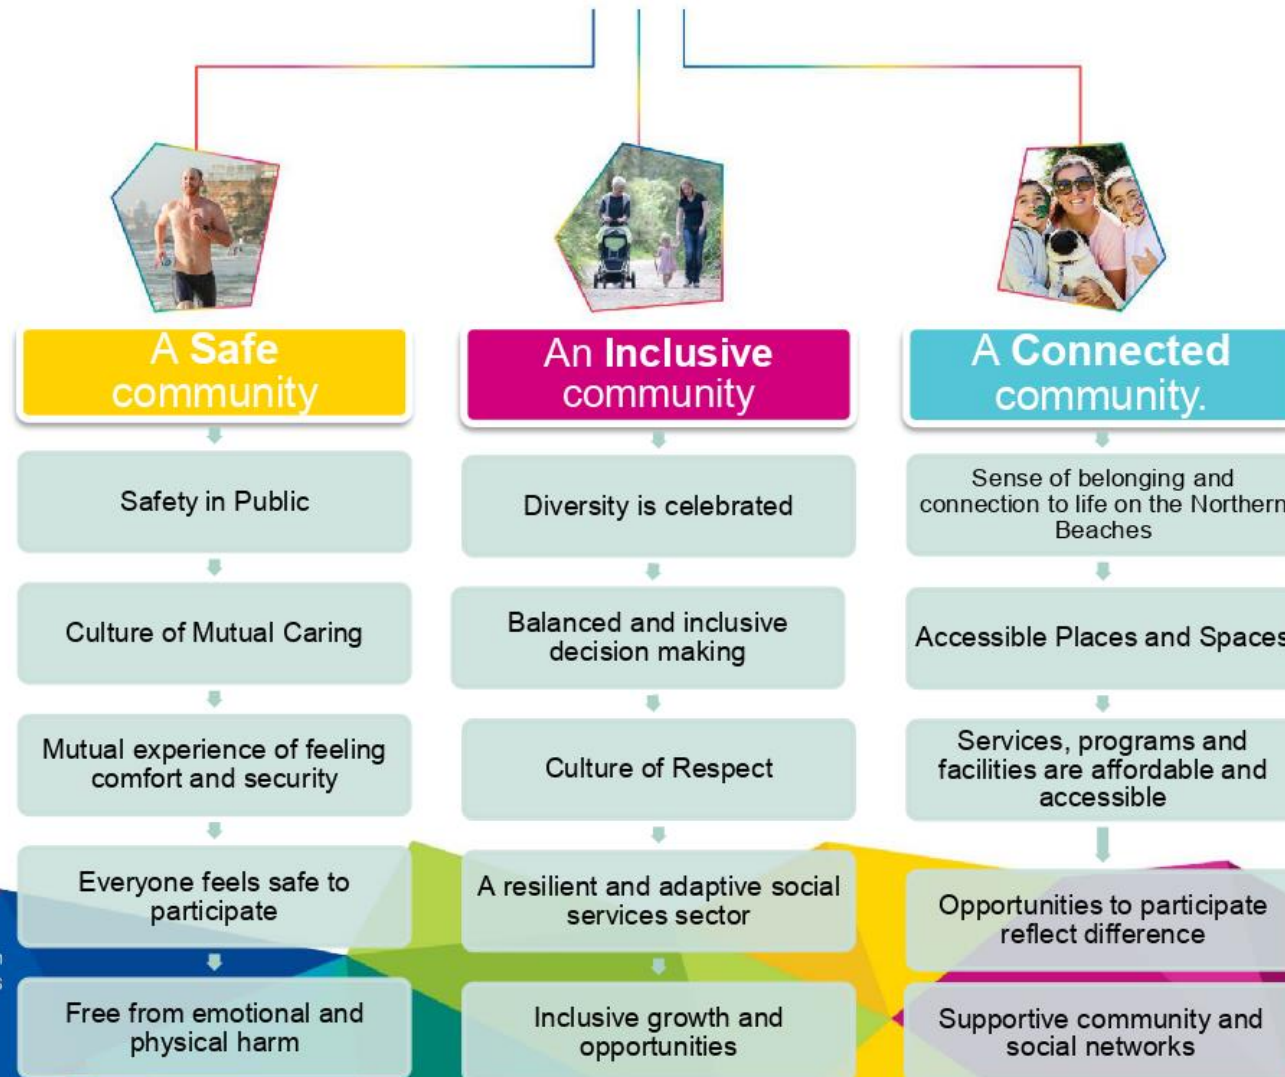 A Safe
community
Safety in Public
Culture of Mutual Caring
Mutual experience of feeling
comfort and security
Everyone feels safe to
participate
Free from emotional and
physical harm
An Inclusive
community
Diversity is celebrated
Balanced and inclusive
decision making
Culture of Respect
A resilient and adaptive social
services sector
Inclusive growth and
opportunities
A Connected
community.
Sense of belonging and
connection to life on the Northern
Beaches
Accessible Places and Spaces
Services, programs and
facilities are affordable and
accessible
Opportunities to participate
reflect difference
Supportive community and
social networks